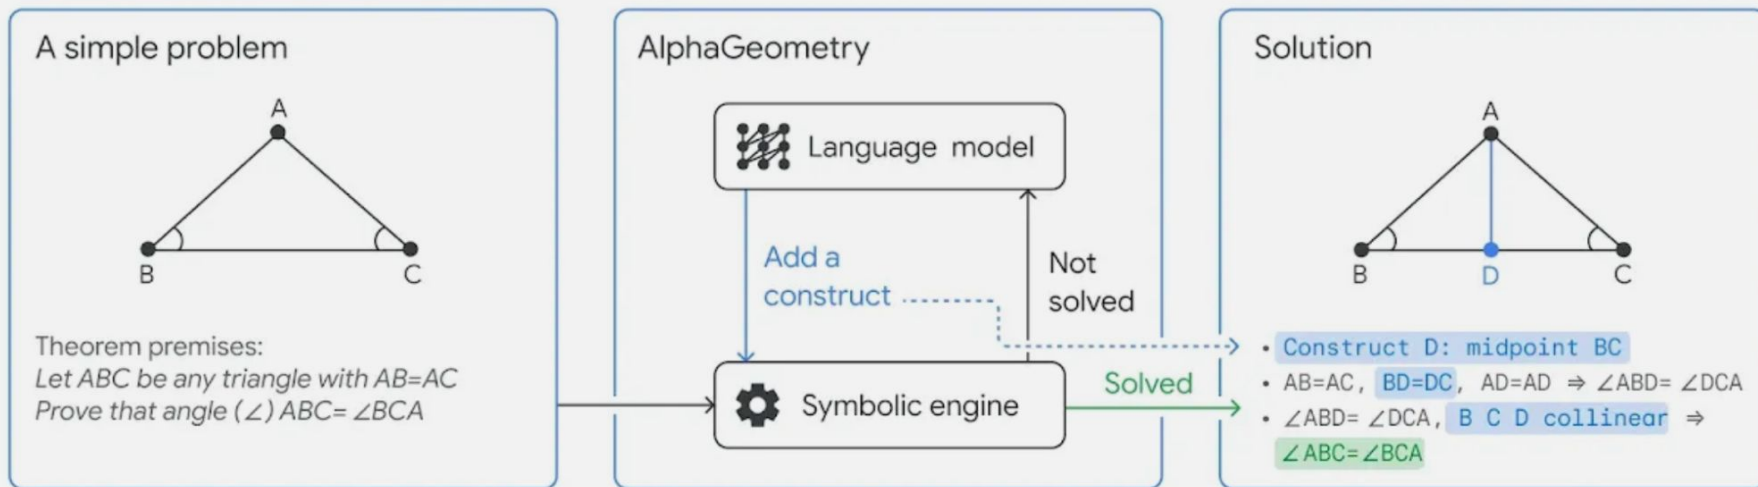 A simple problem
A
B
C
Theorem premises:
Let ABC be any triangle with AB=AC
Prove that angle (∠) ABC= ∠BCA
AlphaGeometry
Language model
Add a
construct
Not
solved
Symbolic engine
Solved
Solution
A
B
D
C
• Construct D: midpoint BC
• AB=AC, BD=DC, AD=AD ⇒ ∠ABD= ∠DCA
• ∠ABD= ∠DCA, B C D collinear ⇒
∠ABC=∠BCA